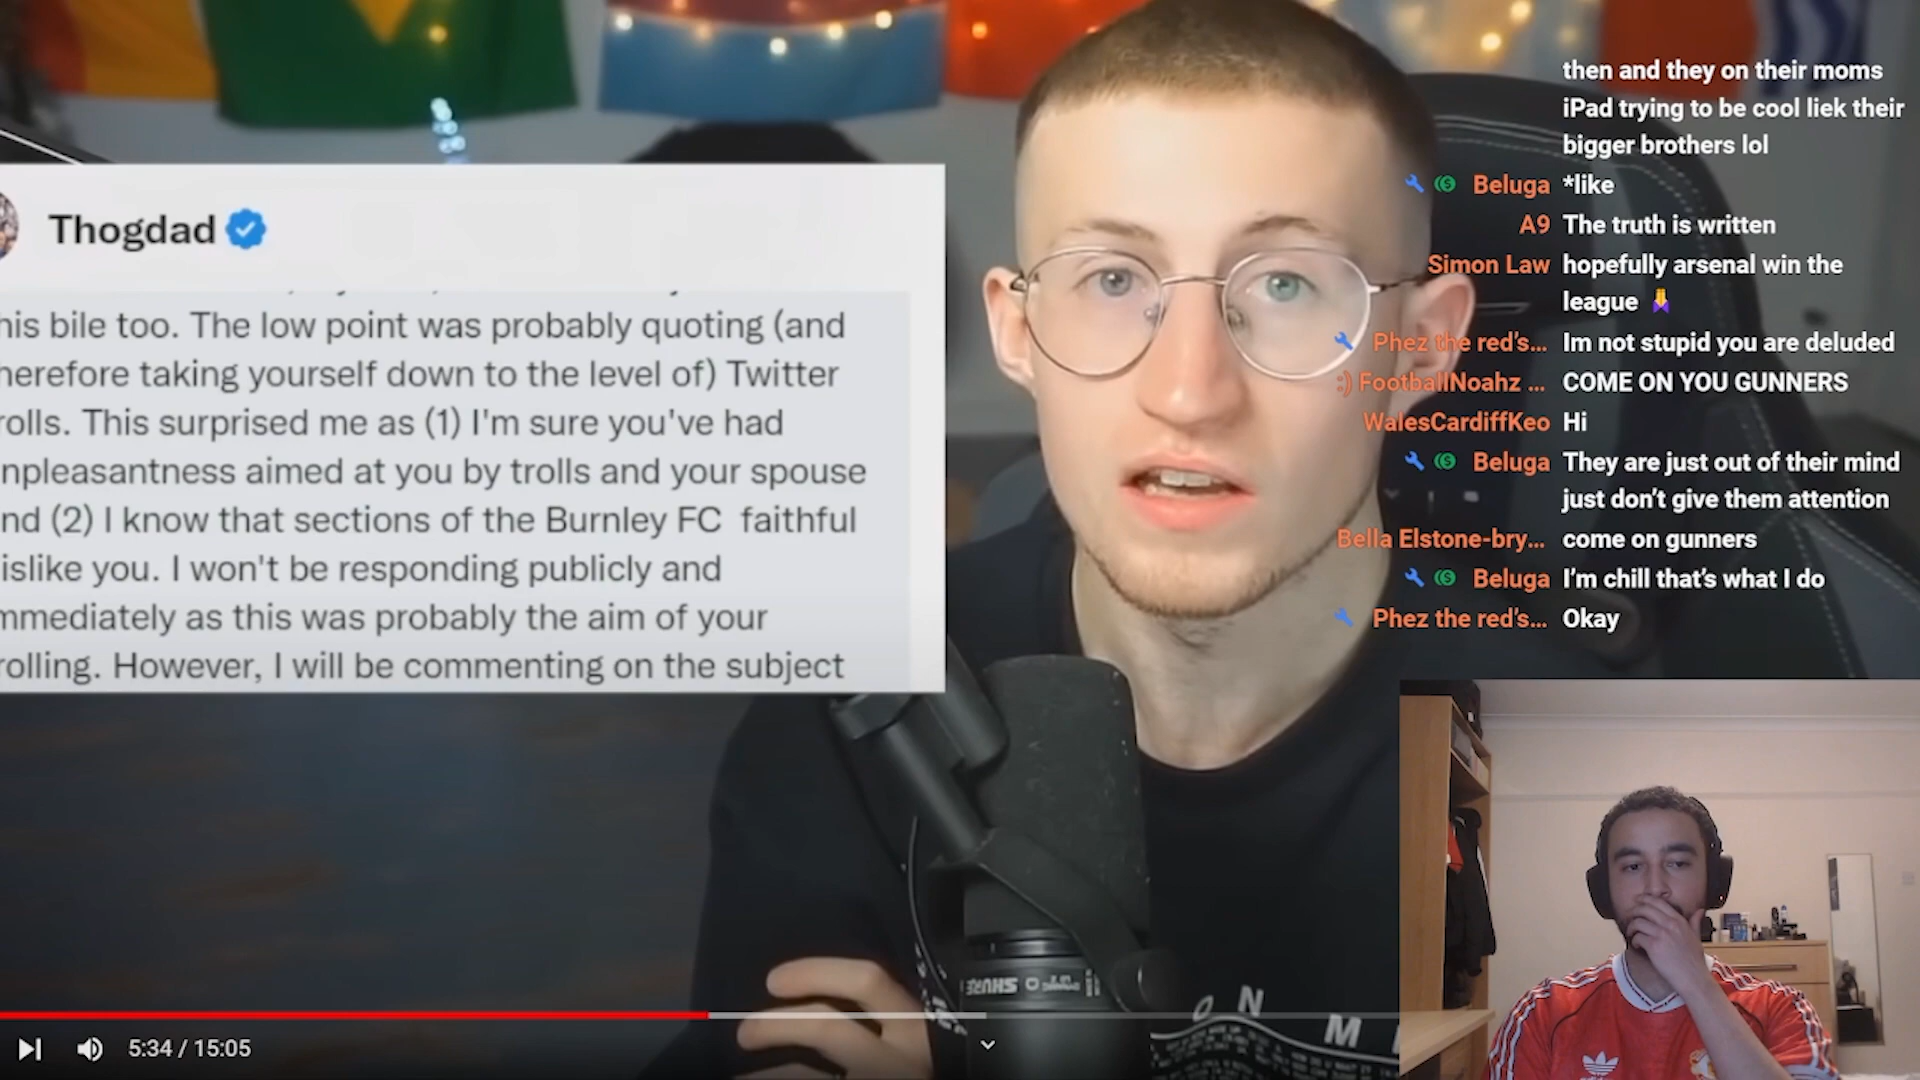 Thogdad
his bile too. The low point was probably quoting (and
herefore taking yourself down to the level of) Twitter
rolls. This surprised me as (1) I'm sure you've had
npleasantness aimed at you by trolls and your spouse
nd (2) I know that sections of the Burnley FC faithful
islike you. I won't be responding publicly and
mmediately as this was probably the aim of your
rolling. However, I will be commenting on the subject
then and they on their moms
iPad trying to be cool liek their
bigger brothers lol
Beluga *like
A9 The truth is written
Simon Law hopefully arsenal win the
league
Phez the red's... Im not stupid you are deluded
:) FootballNoahz ... COME ON YOU GUNNERS
WalesCardiffKeo Hi
Beluga They are just out of their mind
just don't give them attention
Bella Elstone-bry... come on gunners
Beluga I'm chill that's what I do
Phez the red's... Okay
SHURE
O N
M
5:34 / 15:05